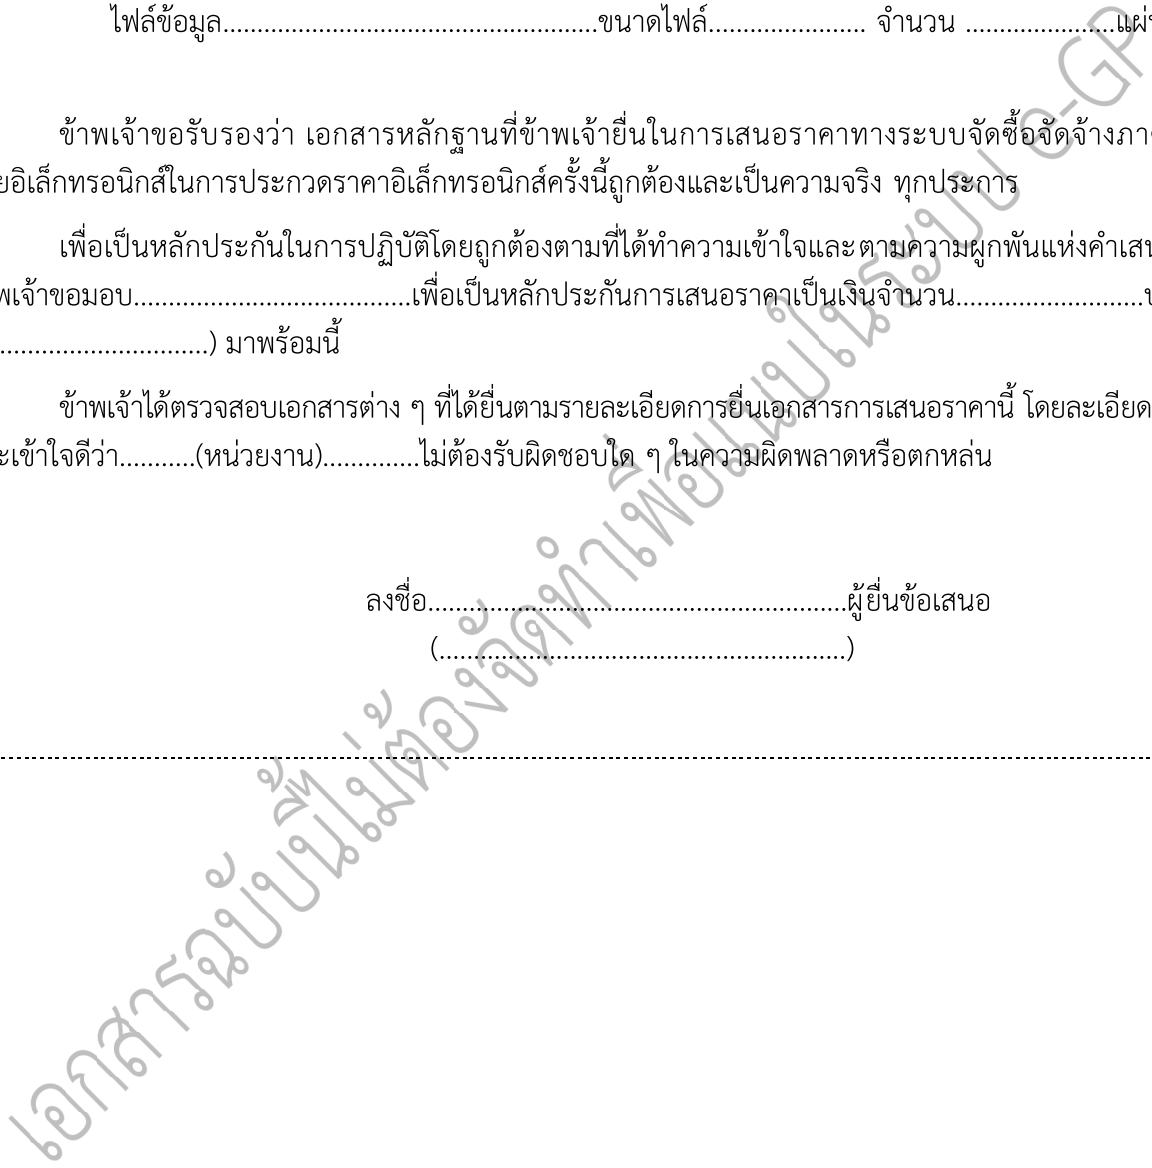 ไฟล์ข้อมูล.......................................................ขนาดไฟล์....................... จำนวน ......................แผ่
ข้าพเจ้าขอรับรองว่า เอกสารหลักฐานที่ข้าพเจ้ายื่นในการเสนอราคาทางระบบจัดซื้อจัดจ้างภา
ยอิเล็กทรอนิกส์ในการประกวดราคาอิเล็กทรอนิกส์ครั้งนี้ถูกต้องและเป็นความจริง ทุกประการ
เพื่อเป็นหลักประกันในการปฏิบัติโดยถูกต้องตามที่ได้ทำความเข้าใจและตามความผูกพันแห่งคำเสน
พเจ้าขอมอบ........................................เพื่อเป็นหลักประกันการเสนอราคาเป็นเงินจำนวน...........................
...............................) มาพร้อมนี้
ข้าพเจ้าได้ตรวจสอบเอกสารต่าง ๆ ที่ได้ยื่นตามรายละเอียดการยื่นเอกสารการเสนอราคานี้ โดยละเอียด
ะเข้าใจดีว่า...........(หน่วยงาน)..............ไม่ต้องรับผิดชอบใด ๆ ในความผิดพลาดหรือตกหล่น
ลงชื่อ.............................................................ผู้ยื่นข้อเสนอ
(...........................................................)
เอกสารฉบับนี้ไม่ต้องจัดทำเพื่อแนบในระบบ e-GP